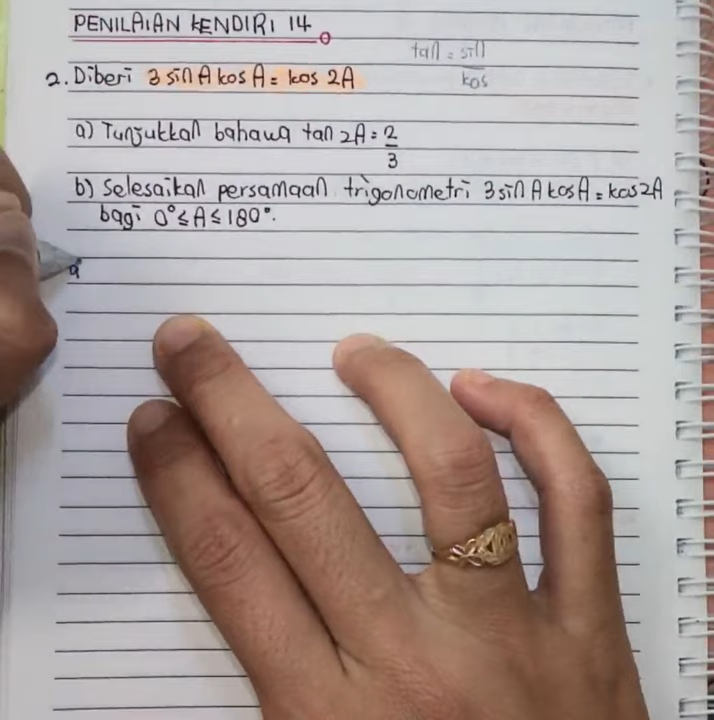 PENILAIAN KENDIRI 14
tan = sin
kos
2. Diberi 3 sin A kos A = kos 2A
a) Tunjukkan bahawa tan 2A = 2
3
b) Selesaikan persamaan trigonometri 3 sin A kos A = kos 2A
bagi 0° ≤ A ≤ 180°.
a